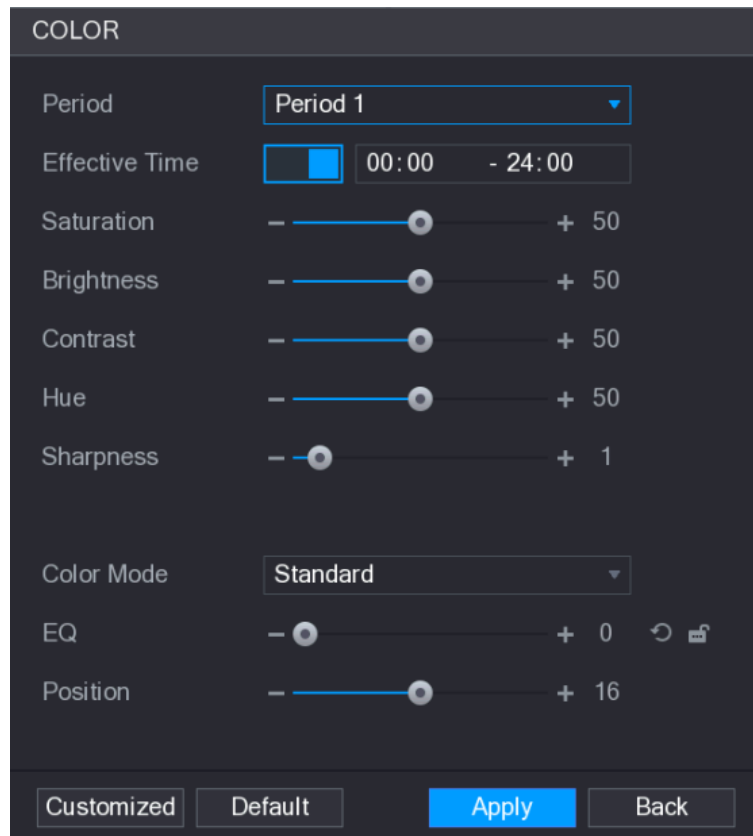 COLOR
Period Period 1
Effective Time 00:00 - 24:00
Saturation 50
Brightness 50
Contrast 50
Hue 50
Sharpness 1
Color Mode Standard
EQ 0
Position 16
Customized Default Apply Back